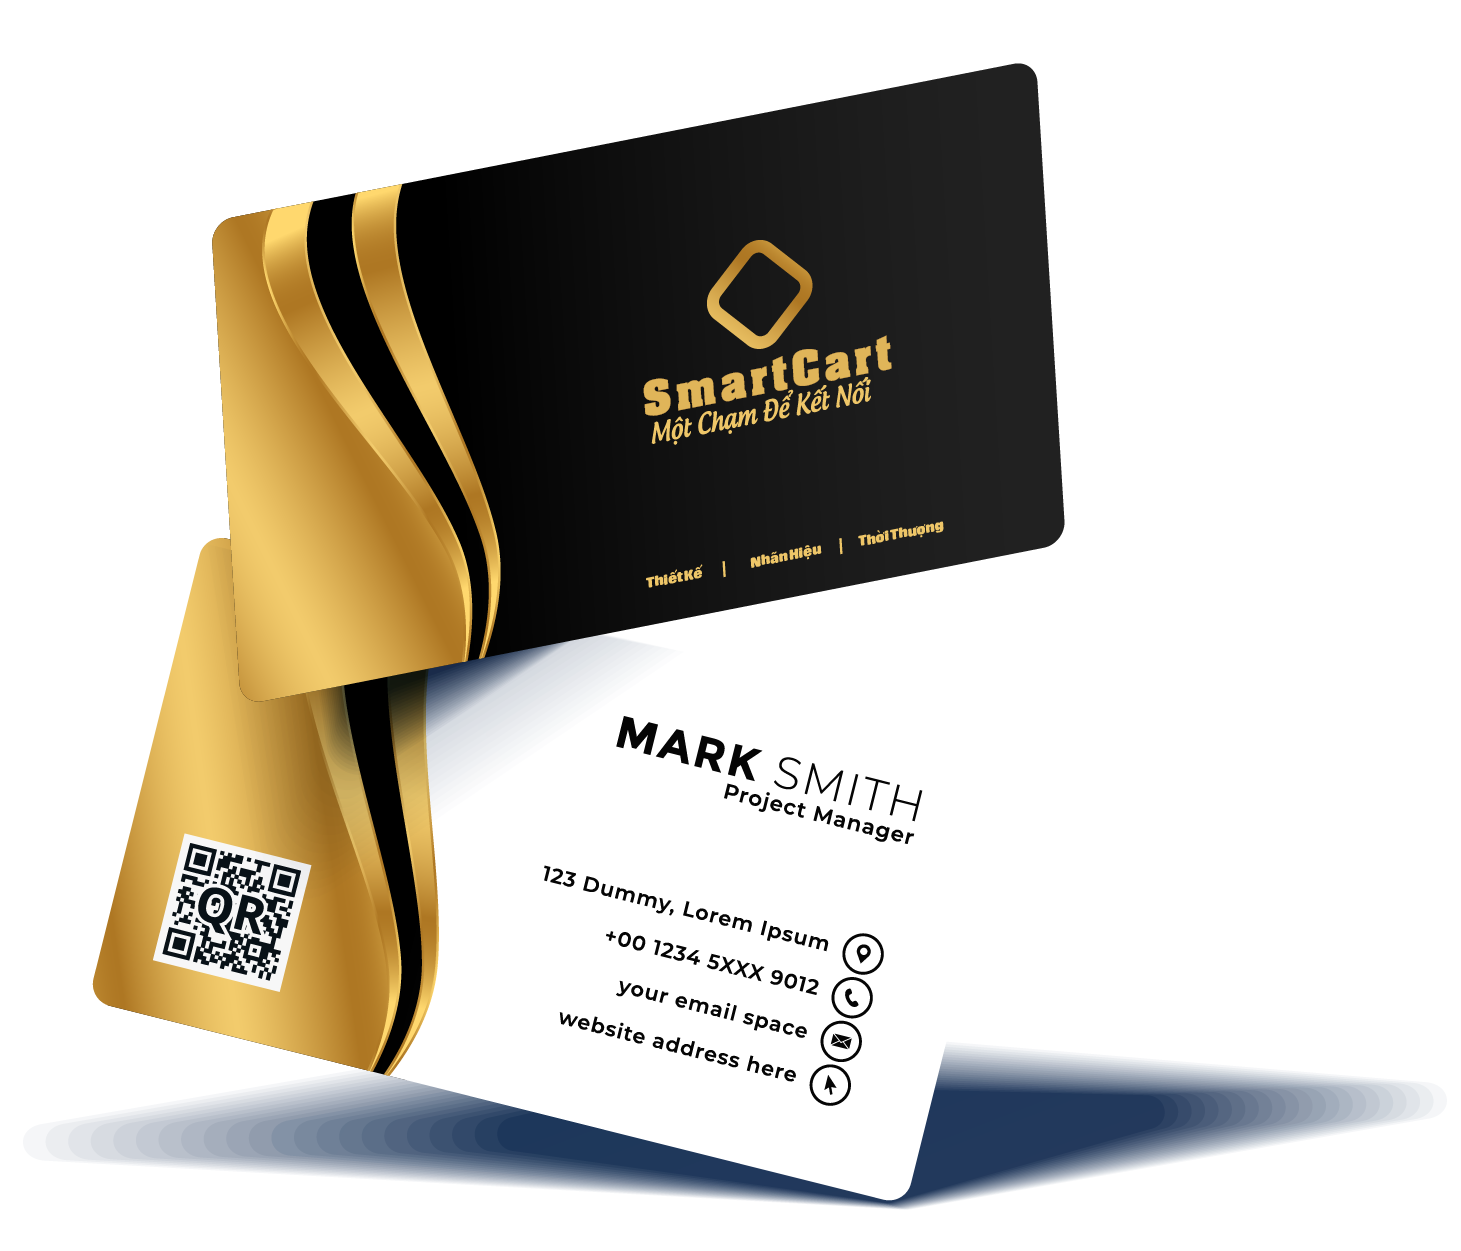 SmartCart
Một Chạm Để Kết Nối
Thiết Kế | Nhãn Hiệu | Thời Thượng
MARK SMITH
Project Manager
123 Dummy, Lorem Ipsum
+00 1234 5XXX 9012
your email space
website address here
QR